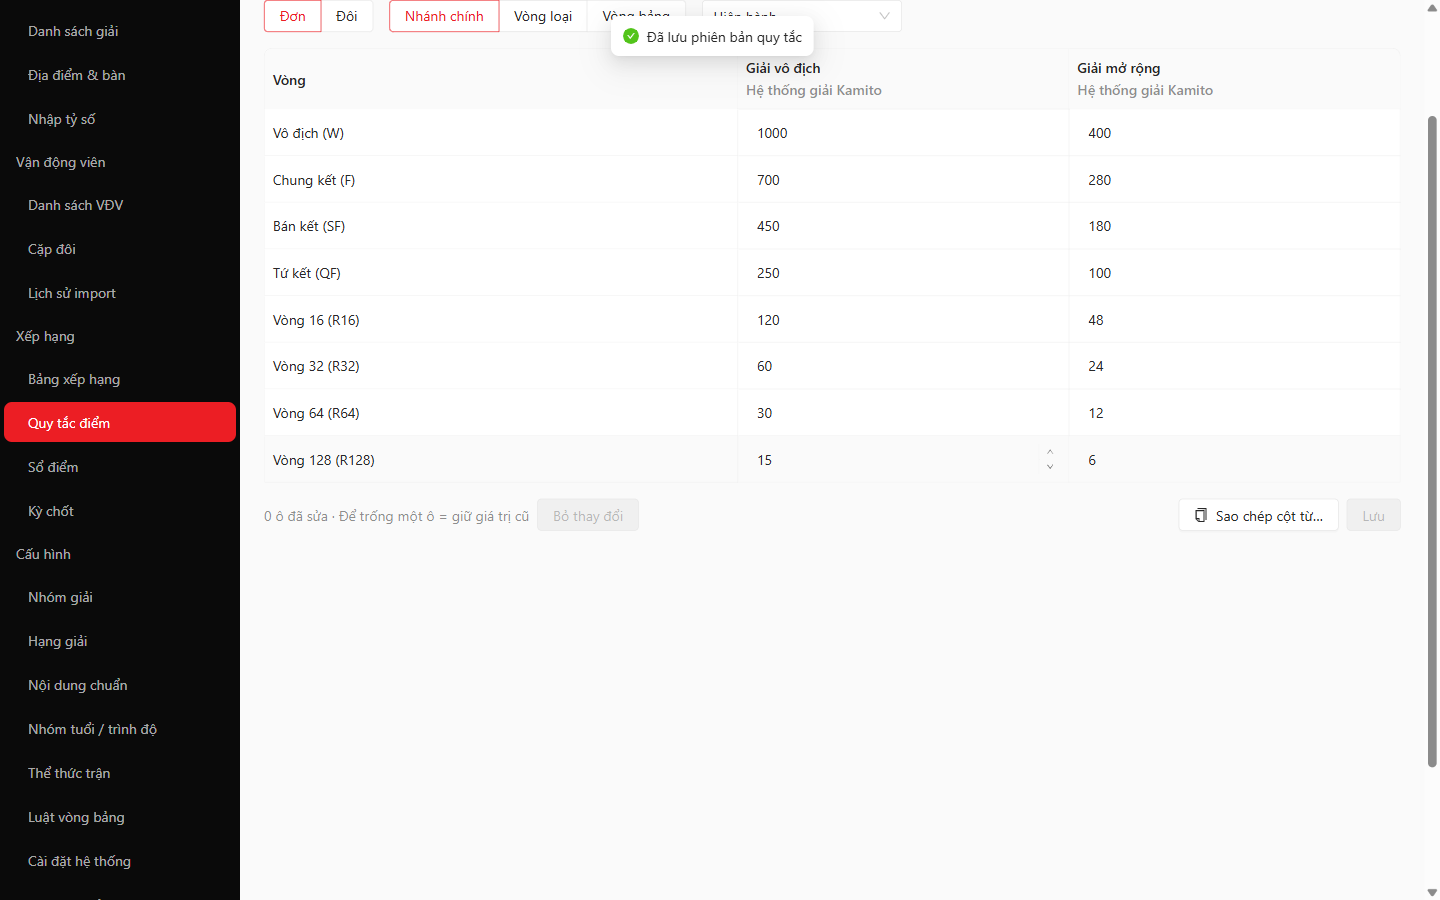 Danh sách giải
Địa điểm & bàn
Nhập tỷ số
Vận động viên
Danh sách VĐV
Cặp đôi
Lịch sử import
Xếp hạng
Bảng xếp hạng
Quy tắc điểm
Sổ điểm
Kỳ chốt
Cấu hình
Nhóm giải
Hạng giải
Nội dung chuẩn
Nhóm tuổi / trình độ
Thể thức trận
Luật vòng bảng
Cài đặt hệ thống
Đơn Đôi Nhánh chính Vòng loại Vòng bảng Hiện hành
Đã lưu phiên bản quy tắc
Vòng Giải vô địch Giải mở rộng
Hệ thống giải Kamito Hệ thống giải Kamito
Vô địch (W) 1000 400
Chung kết (F) 700 280
Bán kết (SF) 450 180
Tứ kết (QF) 250 100
Vòng 16 (R16) 120 48
Vòng 32 (R32) 60 24
Vòng 64 (R64) 30 12
Vòng 128 (R128) 15 6
0 ô đã sửa · Để trống một ô = giữ giá trị cũ Bỏ thay đổi Sao chép cột từ... Lưu